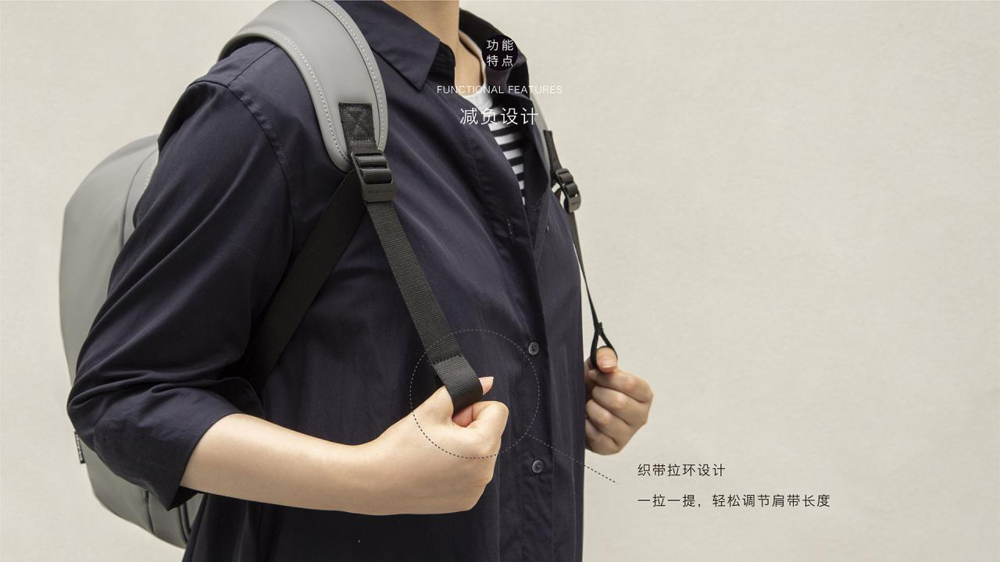 功能
特点
FUNCTIONAL FEATURES
减负设计
织带拉环设计
一拉一提，轻松调节肩带长度